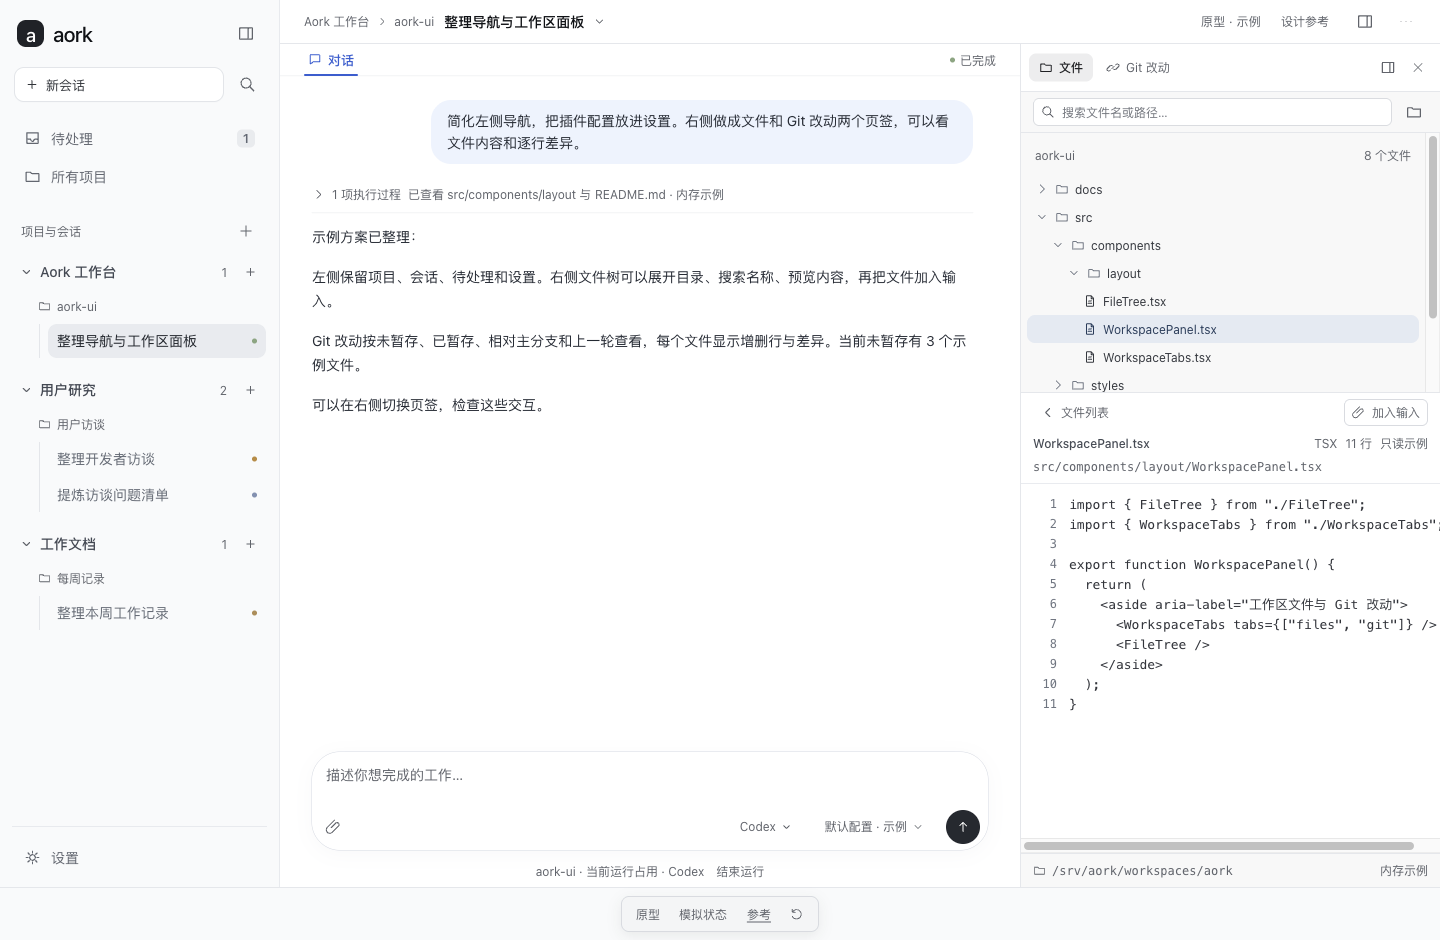 a aork
新会话
待处理 1
所有项目
项目与会话
Aork 工作台 1
aork-ui
整理导航与工作区面板
用户研究 2
用户访谈
整理开发者访谈
提炼访谈问题清单
工作文档 1
每周记录
整理本周工作记录
设置
Aork 工作台 aork-ui 整理导航与工作区面板
原型 · 示例 设计参考
对话 已完成
简化左侧导航，把插件配置放进设置。右侧做成文件和 Git 改动两个页签，可以看
文件内容和逐行差异。
1 项执行过程 已查看 src/components/layout 与 README.md · 内存示例
示例方案已整理：
左侧保留项目、会话、待处理和设置。右侧文件树可以展开目录、搜索名称、预览内容，再把文件加入输
入。
Git 改动按未暂存、已暂存、相对主分支和上一轮查看，每个文件显示增删行与差异。当前未暂存有 3 个示
例文件。
可以在右侧切换页签，检查这些交互。
描述你想完成的工作...
Codex 默认配置 · 示例
aork-ui · 当前运行占用 · Codex 结束运行
文件 Git 改动
搜索文件名或路径...
aork-ui 8 个文件
docs
src
components
layout
FileTree.tsx
WorkspacePanel.tsx
WorkspaceTabs.tsx
styles
文件列表 加入输入
WorkspacePanel.tsx TSX 11 行 只读示例
src/components/layout/WorkspacePanel.tsx
1 import { FileTree } from "./FileTree";
2 import { WorkspaceTabs } from "./WorkspaceTabs";
3
4 export function WorkspacePanel() {
5 return (
6 <aside aria-label="工作区文件与 Git 改动">
7 <WorkspaceTabs tabs={["files", "git"]} />
8 <FileTree />
9 </aside>
10 );
11 }
/srv/aork/workspaces/aork 内存示例
原型 模拟状态 参考